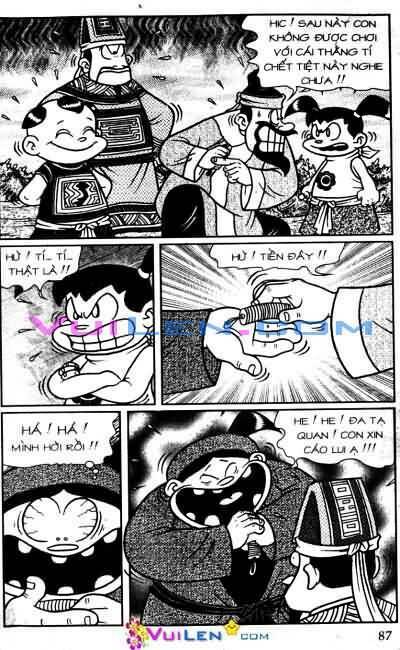 HIC! SAU NÀY CON
KHÔNG ĐƯỢC CHƠI
VỚI CÁI THẰNG TÍ
CHẾT TIỆT NÀY NGHE
CHƯA!!
HỪ! TÍ... TÍ...
THẬT LÀ!!
HỪ! TIỀN ĐÂY!!
VUILEN.COM
HÁ! HÁ!
MÌNH HỜI RỒI!!!
HE! HE! ĐA TẠ
QUAN! CON XIN
CÁO LUI Ạ!!!
VUILEN.COM
87